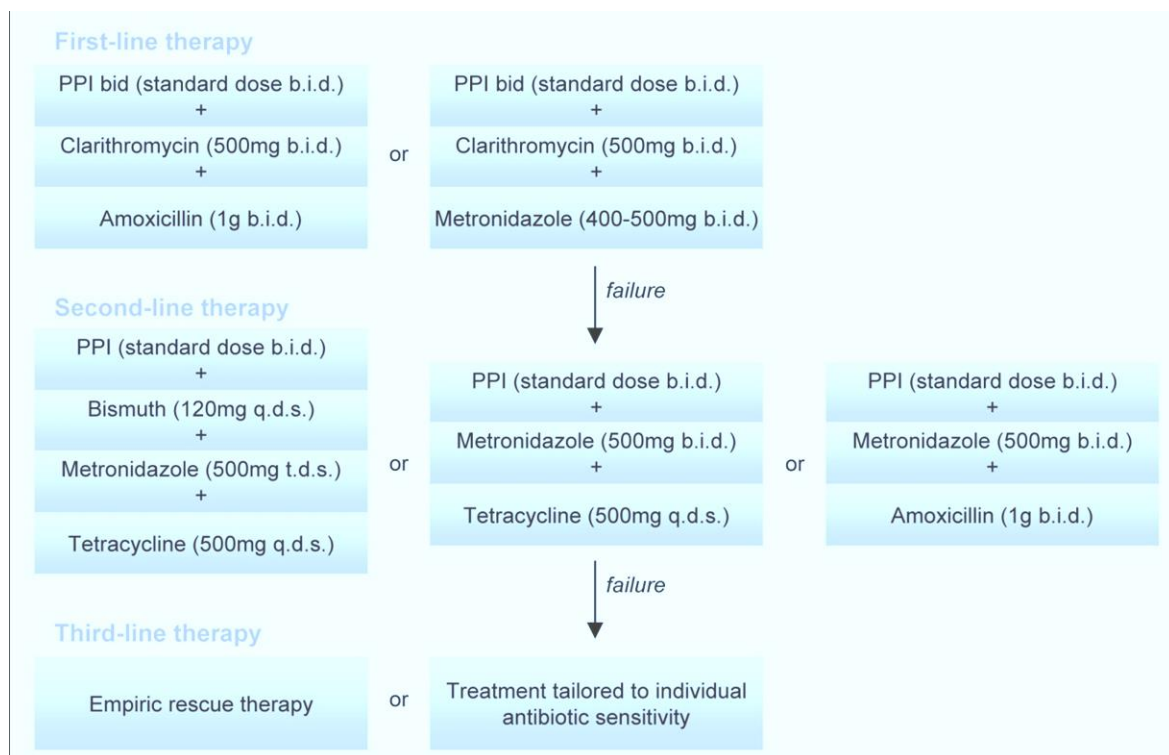 First-line therapy
PPI bid (standard dose b.i.d.)
+
Clarithromycin (500mg b.i.d.)
+
Amoxicillin (1g b.i.d.)
or
PPI bid (standard dose b.i.d.)
+
Clarithromycin (500mg b.i.d.)
+
Metronidazole (400-500mg b.i.d.)
failure
Second-line therapy
PPI (standard dose b.i.d.)
+
Bismuth (120mg q.d.s.)
+
Metronidazole (500mg t.d.s.)
+
Tetracycline (500mg q.d.s.)
or
PPI (standard dose b.i.d.)
+
Metronidazole (500mg b.i.d.)
+
Tetracycline (500mg q.d.s.)
or
PPI (standard dose b.i.d.)
+
Metronidazole (500mg b.i.d.)
+
Amoxicillin (1g b.i.d.)
failure
Third-line therapy
Empiric rescue therapy
or
Treatment tailored to individual
antibiotic sensitivity